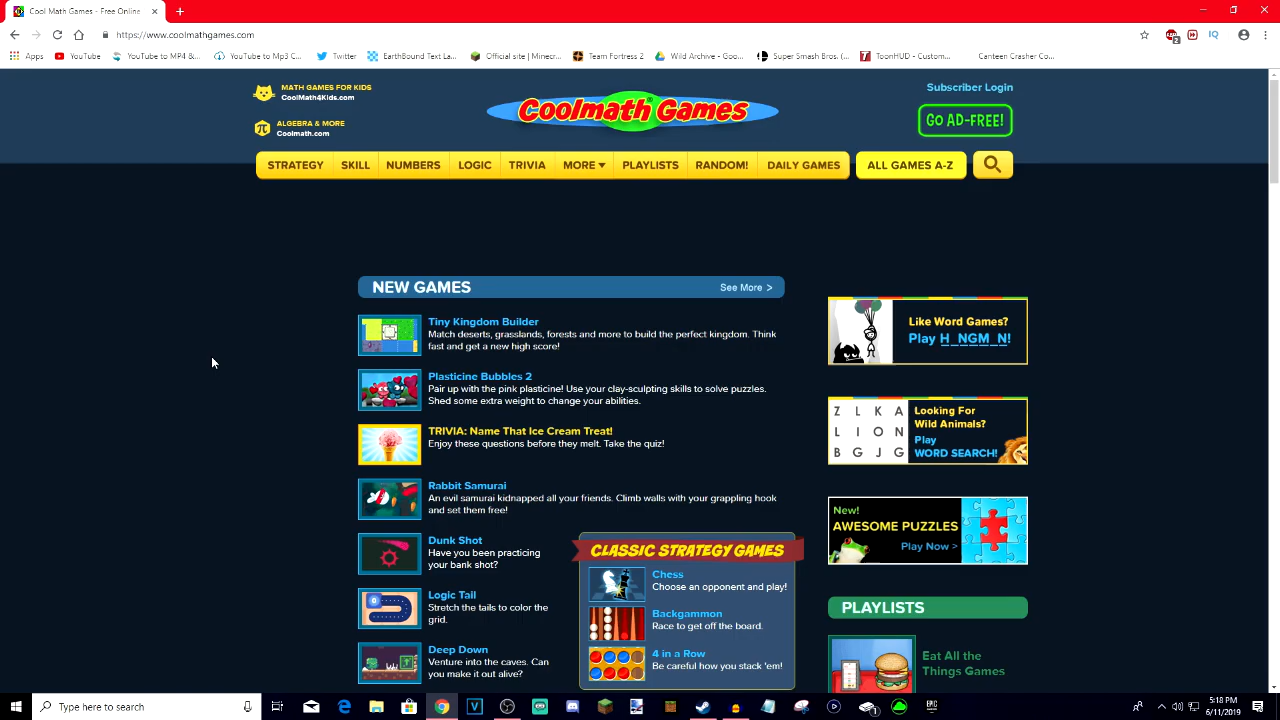 Cool Math Games - Free Online
https://www.coolmathgames.com
Apps YouTube YouTube to MP4 &... YouTube to Mp3 C... Twitter EarthBound Text La... Official site | Minecr... Team Fortress 2 Wild Archive - Goo... Super Smash Bros. (... ToonHUD - Custom... Canteen Crasher Co...
MATH GAMES FOR KIDS
CoolMath4Kids.com
ALGEBRA & MORE
Coolmath.com
Coolmath Games
Subscriber Login
GO AD-FREE!
STRATEGY SKILL NUMBERS LOGIC TRIVIA MORE PLAYLISTS RANDOM! DAILY GAMES ALL GAMES A-Z
NEW GAMES See More >
Tiny Kingdom Builder
Match deserts, grasslands, forests and more to build the perfect kingdom. Think
fast and get a new high score!
Plasticine Bubbles 2
Pair up with the pink plasticine! Use your clay-sculpting skills to solve puzzles.
Shed some extra weight to change your abilities.
TRIVIA: Name That Ice Cream Treat!
Enjoy these questions before they melt. Take the quiz!
Rabbit Samurai
An evil samurai kidnapped all your friends. Climb walls with your grappling hook
and set them free!
Dunk Shot
Have you been practicing
your bank shot?
Logic Tail
Stretch the tails to color the
grid.
Deep Down
Venture into the caves. Can
you make it out alive?
CLASSIC STRATEGY GAMES
Chess
Choose an opponent and play!
Backgammon
Race to get off the board.
4 in a Row
Be careful how you stack 'em!
Like Word Games?
Play H_NGM_N!
Z L K A
L I O N
B G J G
Looking For
Wild Animals?
Play
WORD SEARCH!
New!
AWESOME PUZZLES
Play Now >
PLAYLISTS
Eat All the
Things Games
Type here to search
5:18 PM
6/11/2019